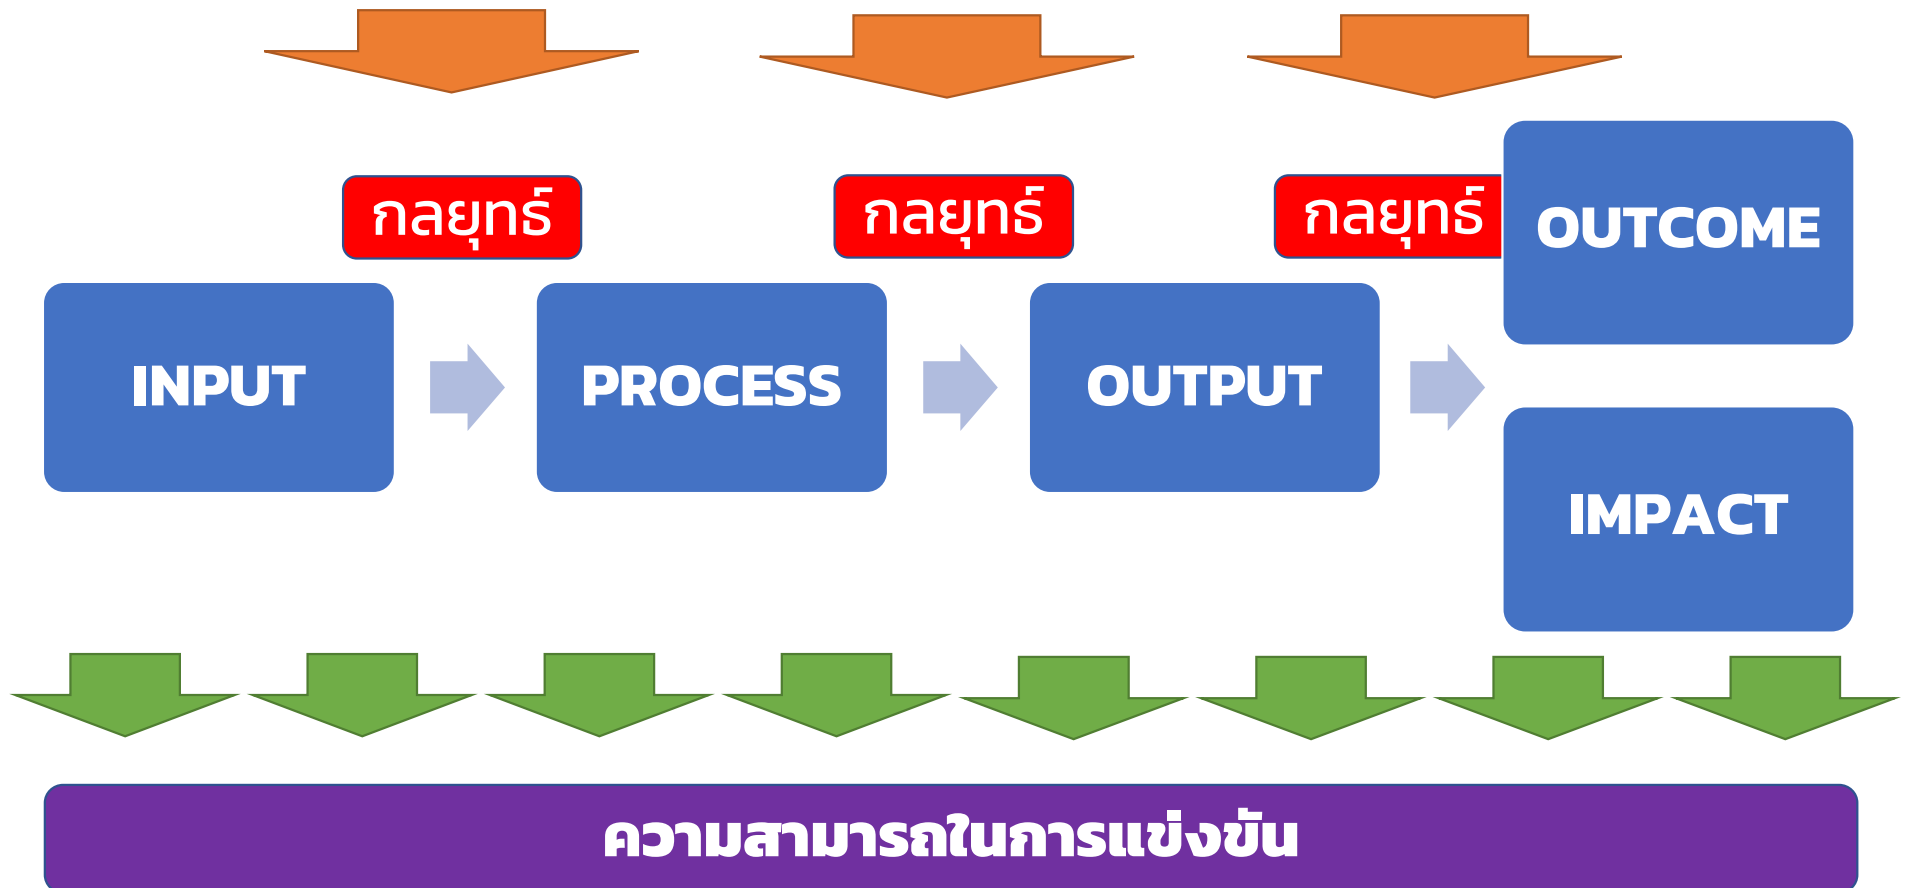 กลยุทธ์
กลยุทธ์
กลยุทธ์
OUTCOME
INPUT
PROCESS
OUTPUT
IMPACT
ความสามารถในการแข่งขัน